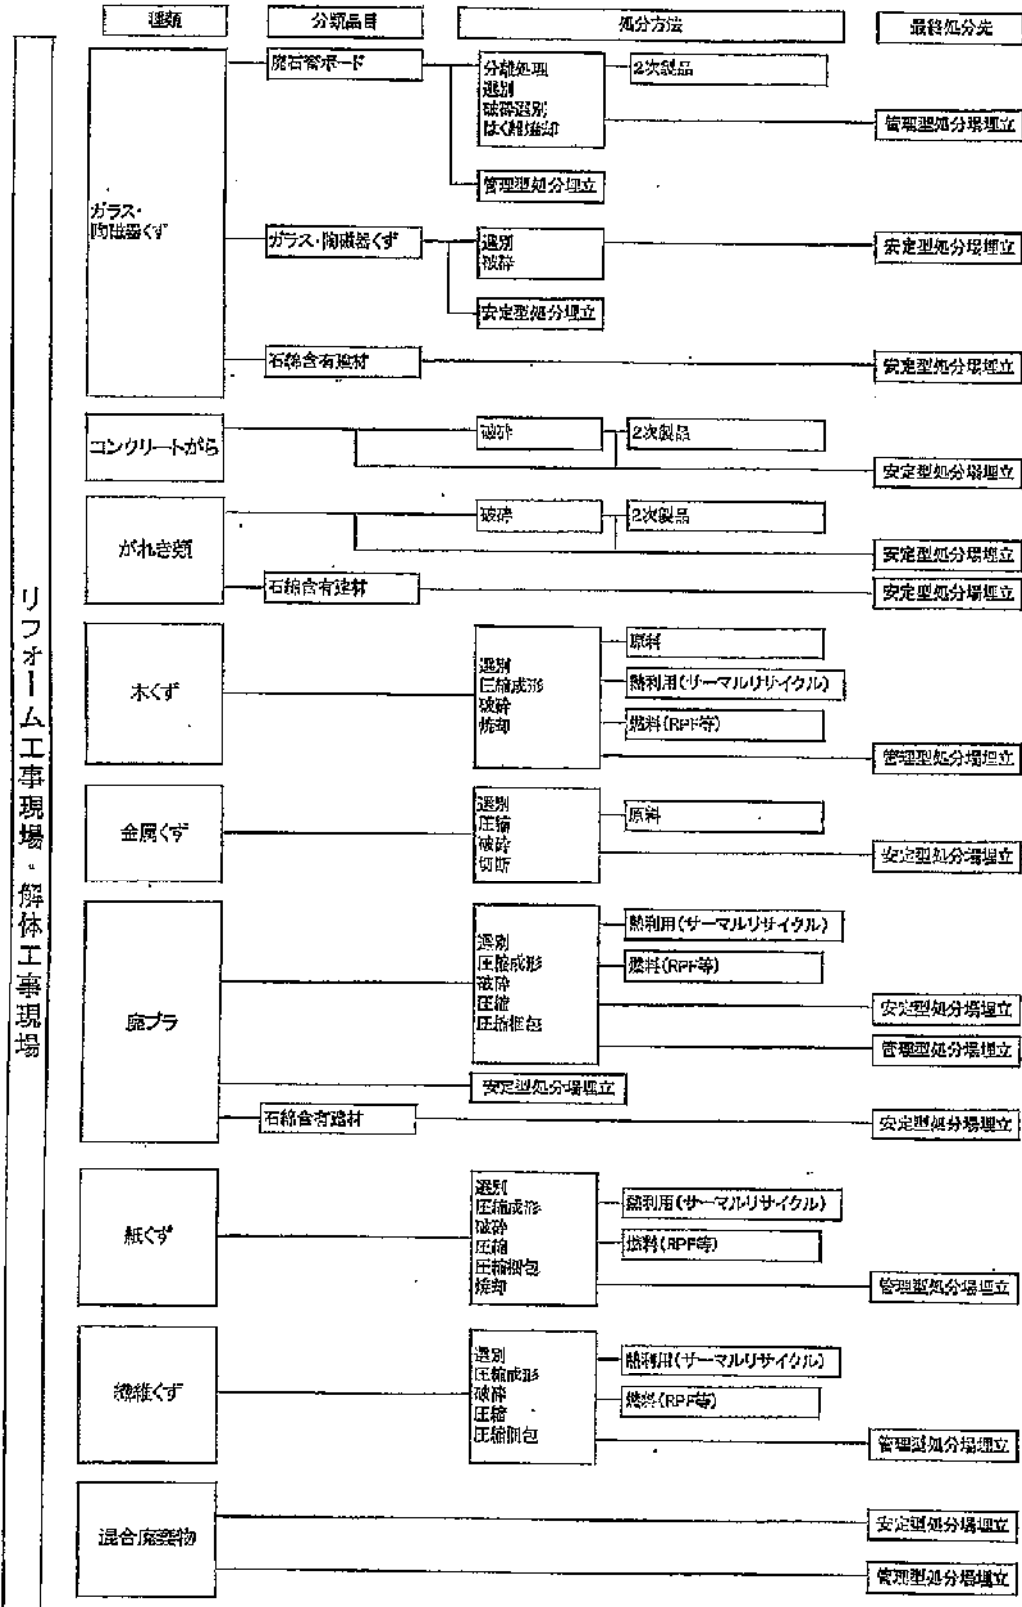 種類 分類品目 処分方法 最終処分先
リフォーム工事現場・解体工事現場
ガラス・
陶磁器くず
廃石膏ボード
分離処理
選別
破砕選別
はく離焼却
2次製品
管理型処分場埋立
管理型処分埋立
ガラス・陶磁器くず
選別
破砕
安定型処分場埋立
安定型処分埋立
石綿含有建材
安定型処分場埋立
コンクリートがら
破砕
2次製品
安定型処分場埋立
がれき類
破砕
2次製品
安定型処分場埋立
石綿含有建材
安定型処分場埋立
木くず
選別
圧縮成形
破砕
焼却
原料
熱利用(サーマルリサイクル)
燃料(RPF等)
管理型処分場埋立
金属くず
選別
圧縮
破砕
切断
原料
安定型処分場埋立
廃プラ
選別
圧縮成形
破砕
圧縮
圧縮梱包
熱利用(サーマルリサイクル)
燃料(RPF等)
安定型処分場埋立
管理型処分場埋立
安定型処分場埋立
石綿含有建材
安定型処分場埋立
紙くず
選別
圧縮成形
破砕
圧縮
圧縮梱包
焼却
熱利用(サーマルリサイクル)
燃料(RPF等)
管理型処分場埋立
繊維くず
選別
圧縮成形
破砕
圧縮
圧縮梱包
熱利用(サーマルリサイクル)
燃料(RPF等)
管理型処分場埋立
混合廃棄物
安定型処分場埋立
管理型処分場埋立